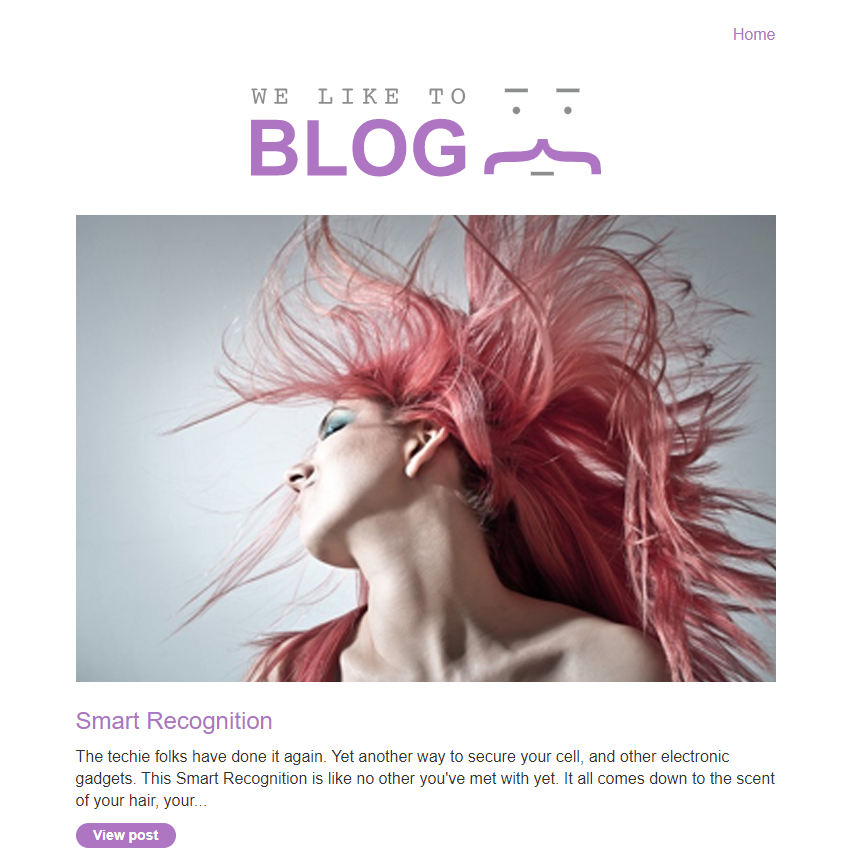 Home
WE LIKE TO
BLOG
Smart Recognition
The techie folks have done it again. Yet another way to secure your cell, and other electronic
gadgets. This Smart Recognition is like no other you've met with yet. It all comes down to the scent
of your hair, your...
View post